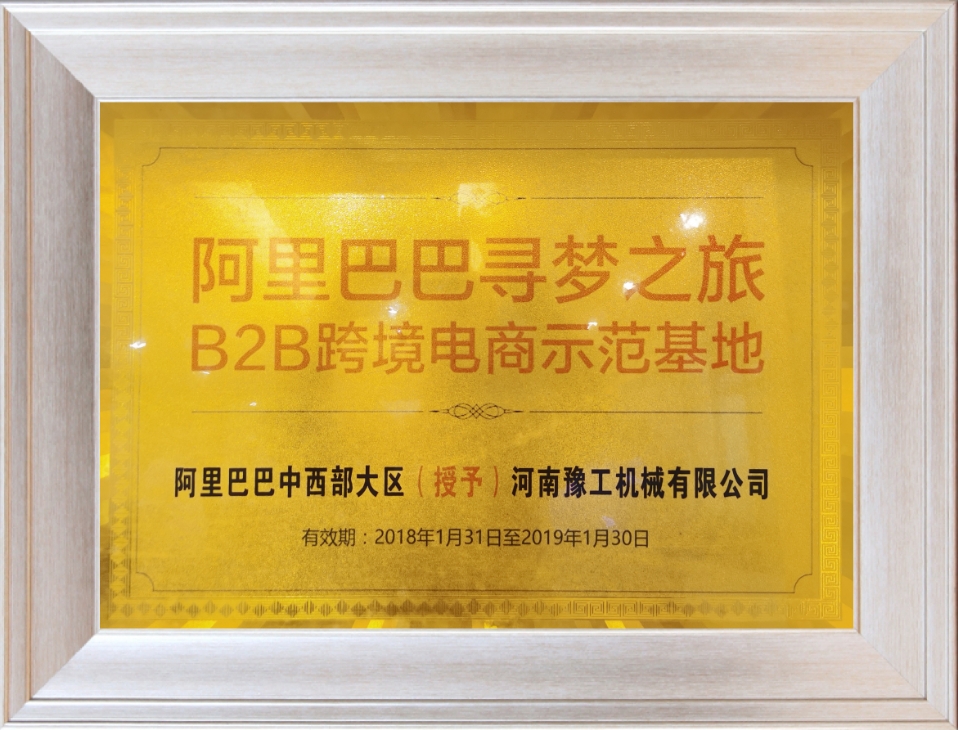 阿里巴巴寻梦之旅
B2B跨境电商示范基地
阿里巴巴中西部大区（授予）河南豫工机械有限公司
有效期：2018年1月31日至2019年1月30日